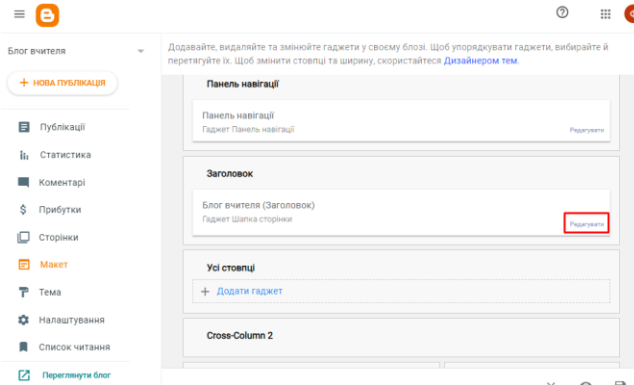 Блог вчителя
Додавайте, видаляйте та змінюйте гаджети у своєму блозі. Щоб упорядкувати гаджети, вибирайте й
перетягуйте їх. Щоб змінити стовпці та ширину, скористайтеся Дизайнером тем.
+ НОВА ПУБЛІКАЦІЯ
Панель навігації
Панель навігації
Гаджет Панель навігації
Редагувати
Публікації
Статистика
Коментарі
Прибутки
Сторінки
Макет
Тема
Налаштування
Список читання
Переглянути блог
Заголовок
Блог вчителя (Заголовок)
Гаджет Шапка сторінки
Редагувати
Усі стовпці
+ Додати гаджет
Cross-Column 2